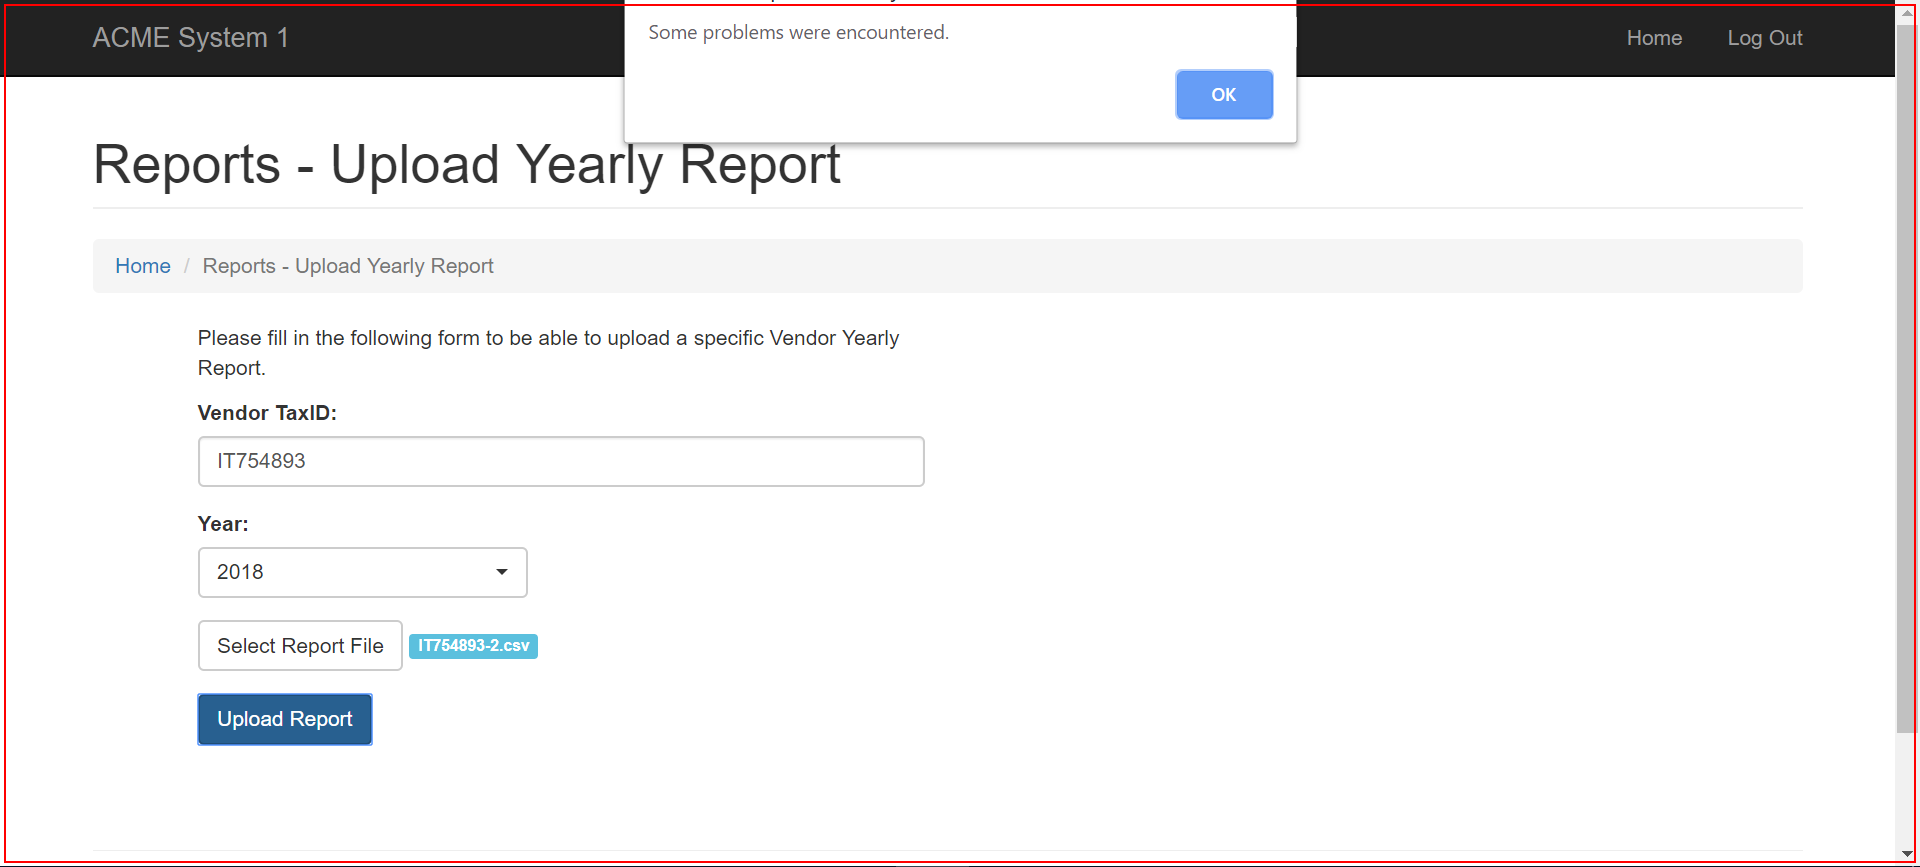 ACME System 1
Some problems were encountered.
OK
Home
Log Out
Reports - Upload Yearly Report
Home / Reports - Upload Yearly Report
Please fill in the following form to be able to upload a specific Vendor Yearly
Report.
Vendor TaxID:
IT754893
Year:
2018
Select Report File
IT754893-2.csv
Upload Report